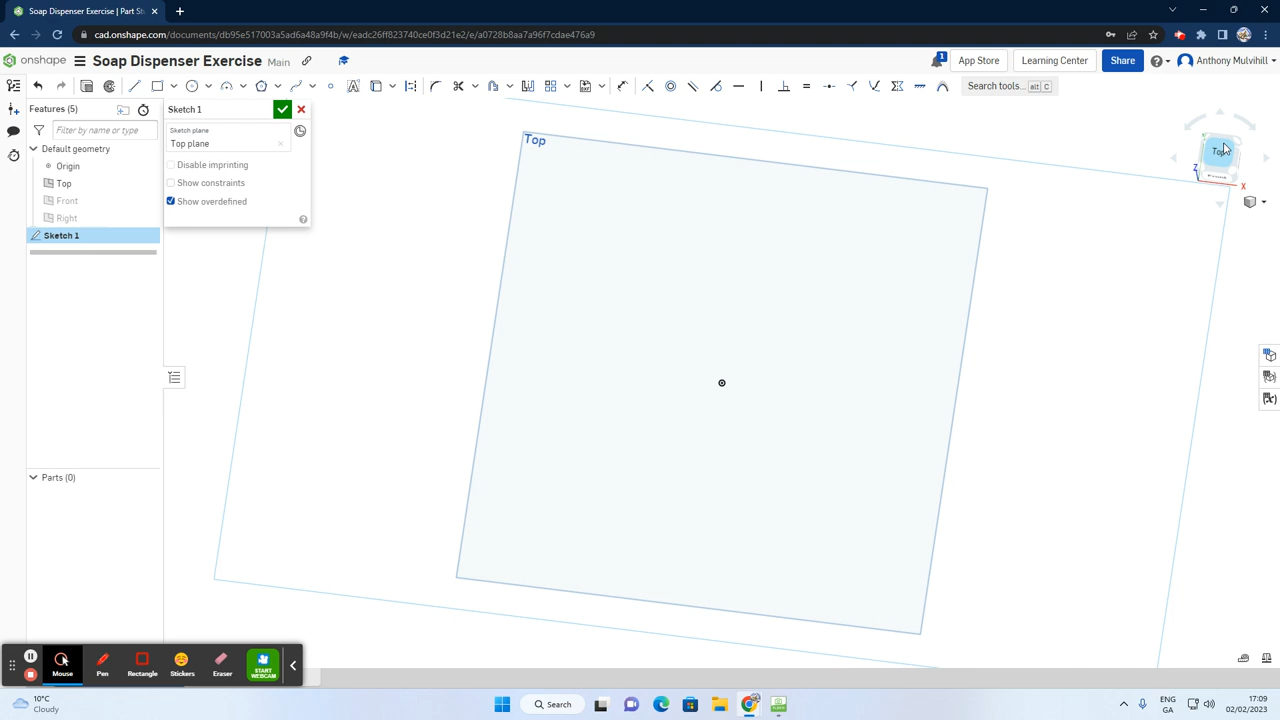 Soap Dispenser Exercise | Part St
cad.onshape.com/documents/db95e517003a5ad6a48a9f4b/w/eadc26ff823740ce0f3d21e2/e/a0728b8aa7a96f7cdae476a9
onshape
Soap Dispenser Exercise Main
1
App Store
Learning Center
Share
Anthony Mulvihill
Search tools... alt C
Features (5)
Filter by name or type
Default geometry
Origin
Top
Front
Right
Sketch 1
Sketch 1
Sketch plane
Top plane
Disable imprinting
Show constraints
Show overdefined
Top
Top
Front
Z
X
Parts (0)
Mouse
Pen
Rectangle
Stickers
Eraser
START
WEBCAM
10°C
Cloudy
Search
ENG
GA
17:09
02/02/2023